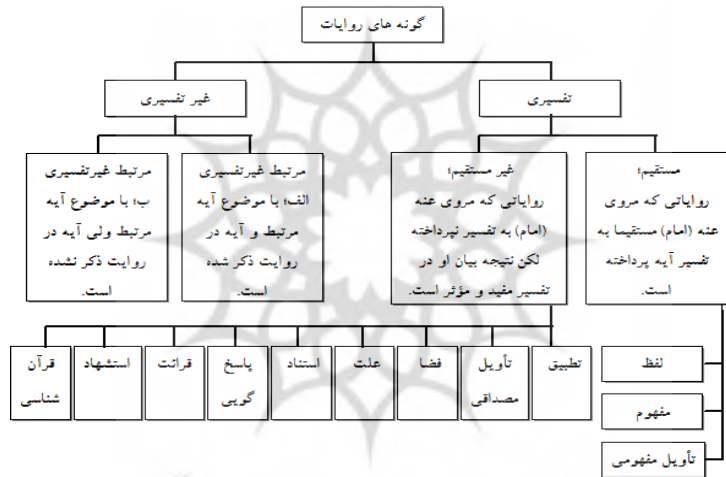 گونه های روایات
تفسیری
غیر تفسیری
مستقیم؛
روایاتی که مروی
عنه (امام) مستقیما به
تفسیر آیه پرداخته
است.
غیر مستقیم؛
روایاتی که مروی عنه
(امام) به تفسیر نپرداخته
لکن نتیجه بیان او در
تفسیر مفید و مؤثر است.
مرتبط غیرتفسیری
الف؛ با موضوع آیه
مرتبط و آیه در
روایت ذکر شده
است.
مرتبط غیرتفسیری
ب؛ با موضوع آیه
مرتبط ولی آیه در
روایت ذکر نشده
است.
لفظ
مفهوم
تأویل مفهومی
تطبیق
تأویل
مصداقی
فضا
علت
استناد
پاسخ
گویی
قرائت
استشهاد
قرآن
شناسی